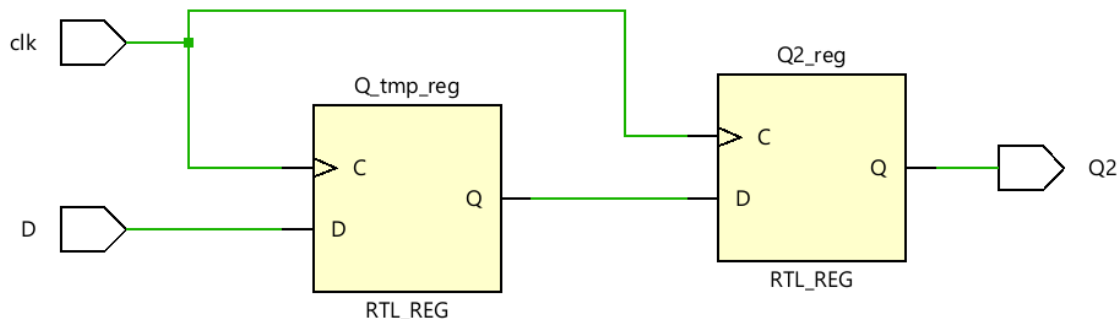 clk
Q_tmp_reg
Q2_reg
C
D
Q
RTL_REG
C
D
Q
RTL_REG
D
Q2